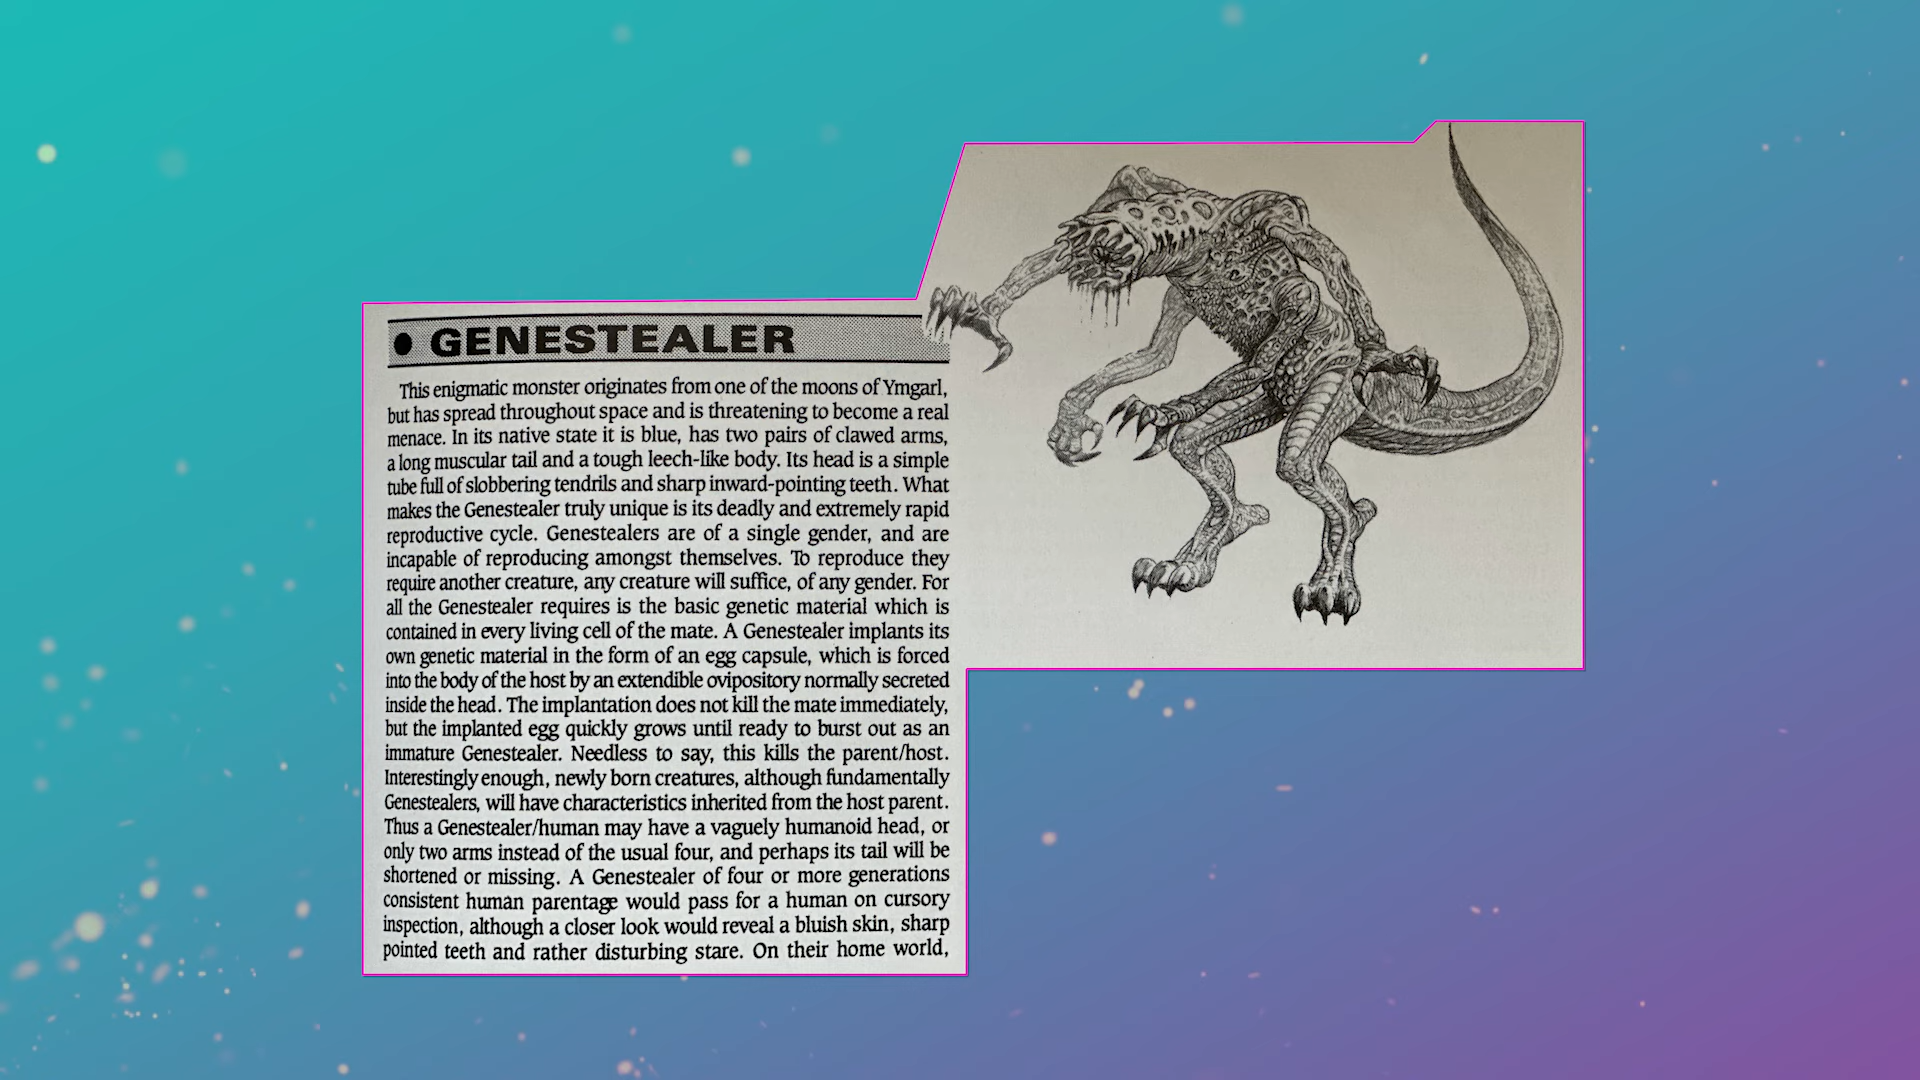 ● GENESTEALER
This enigmatic monster originates from one of the moons of Ymgarl,
but has spread throughout space and is threatening to become a real
menace. In its native state it is blue, has two pairs of clawed arms,
a long muscular tail and a tough leech-like body. Its head is a simple
tube full of slobbering tendrils and sharp inward-pointing teeth. What
makes the Genestealer truly unique is its deadly and extremely rapid
reproductive cycle. Genestealers are of a single gender, and are
incapable of reproducing amongst themselves. To reproduce they
require another creature, any creature will suffice, of any gender. For
all the Genestealer requires is the basic genetic material which is
contained in every living cell of the mate. A Genestealer implants its
own genetic material in the form of an egg capsule, which is forced
into the body of the host by an extendible ovipository normally secreted
inside the head. The implantation does not kill the mate immediately,
but the implanted egg quickly grows until ready to burst out as an
immature Genestealer. Needless to say, this kills the parent/host.
Interestingly enough, newly born creatures, although fundamentally
Genestealers, will have characteristics inherited from the host parent.
Thus a Genestealer/human may have a vaguely humanoid head, or
only two arms instead of the usual four, and perhaps its tail will be
shortened or missing. A Genestealer of four or more generations
consistent human parentage would pass for a human on cursory
inspection, although a closer look would reveal a bluish skin, sharp
pointed teeth and rather disturbing stare. On their home world,